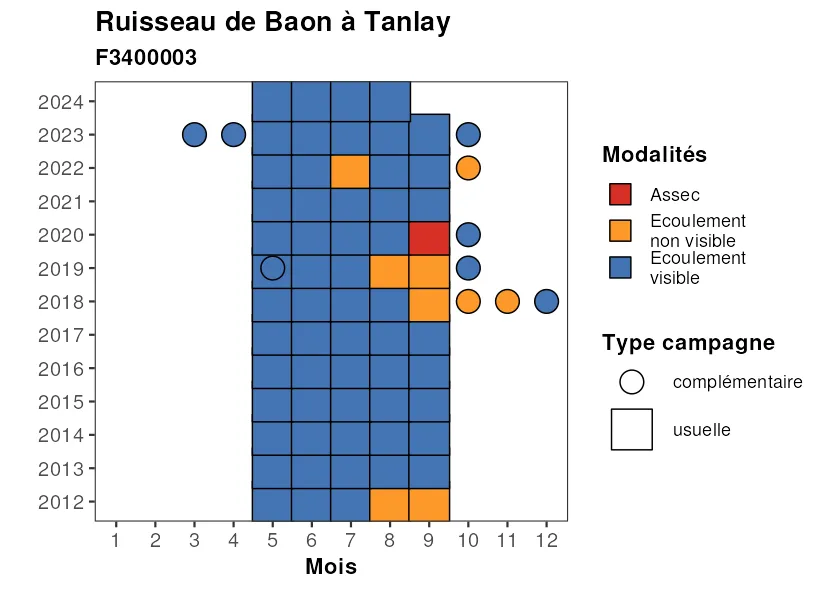 Ruisseau de Baon à Tanlay
F3400003
2024
2023
2022
2021
2020
2019
2018
2017
2016
2015
2014
2013
2012
1 2 3 4 5 6 7 8 9 10 11 12
Mois
Modalités
Assec
Ecoulement
non visible
Ecoulement
visible
Type campagne
complémentaire
usuelle